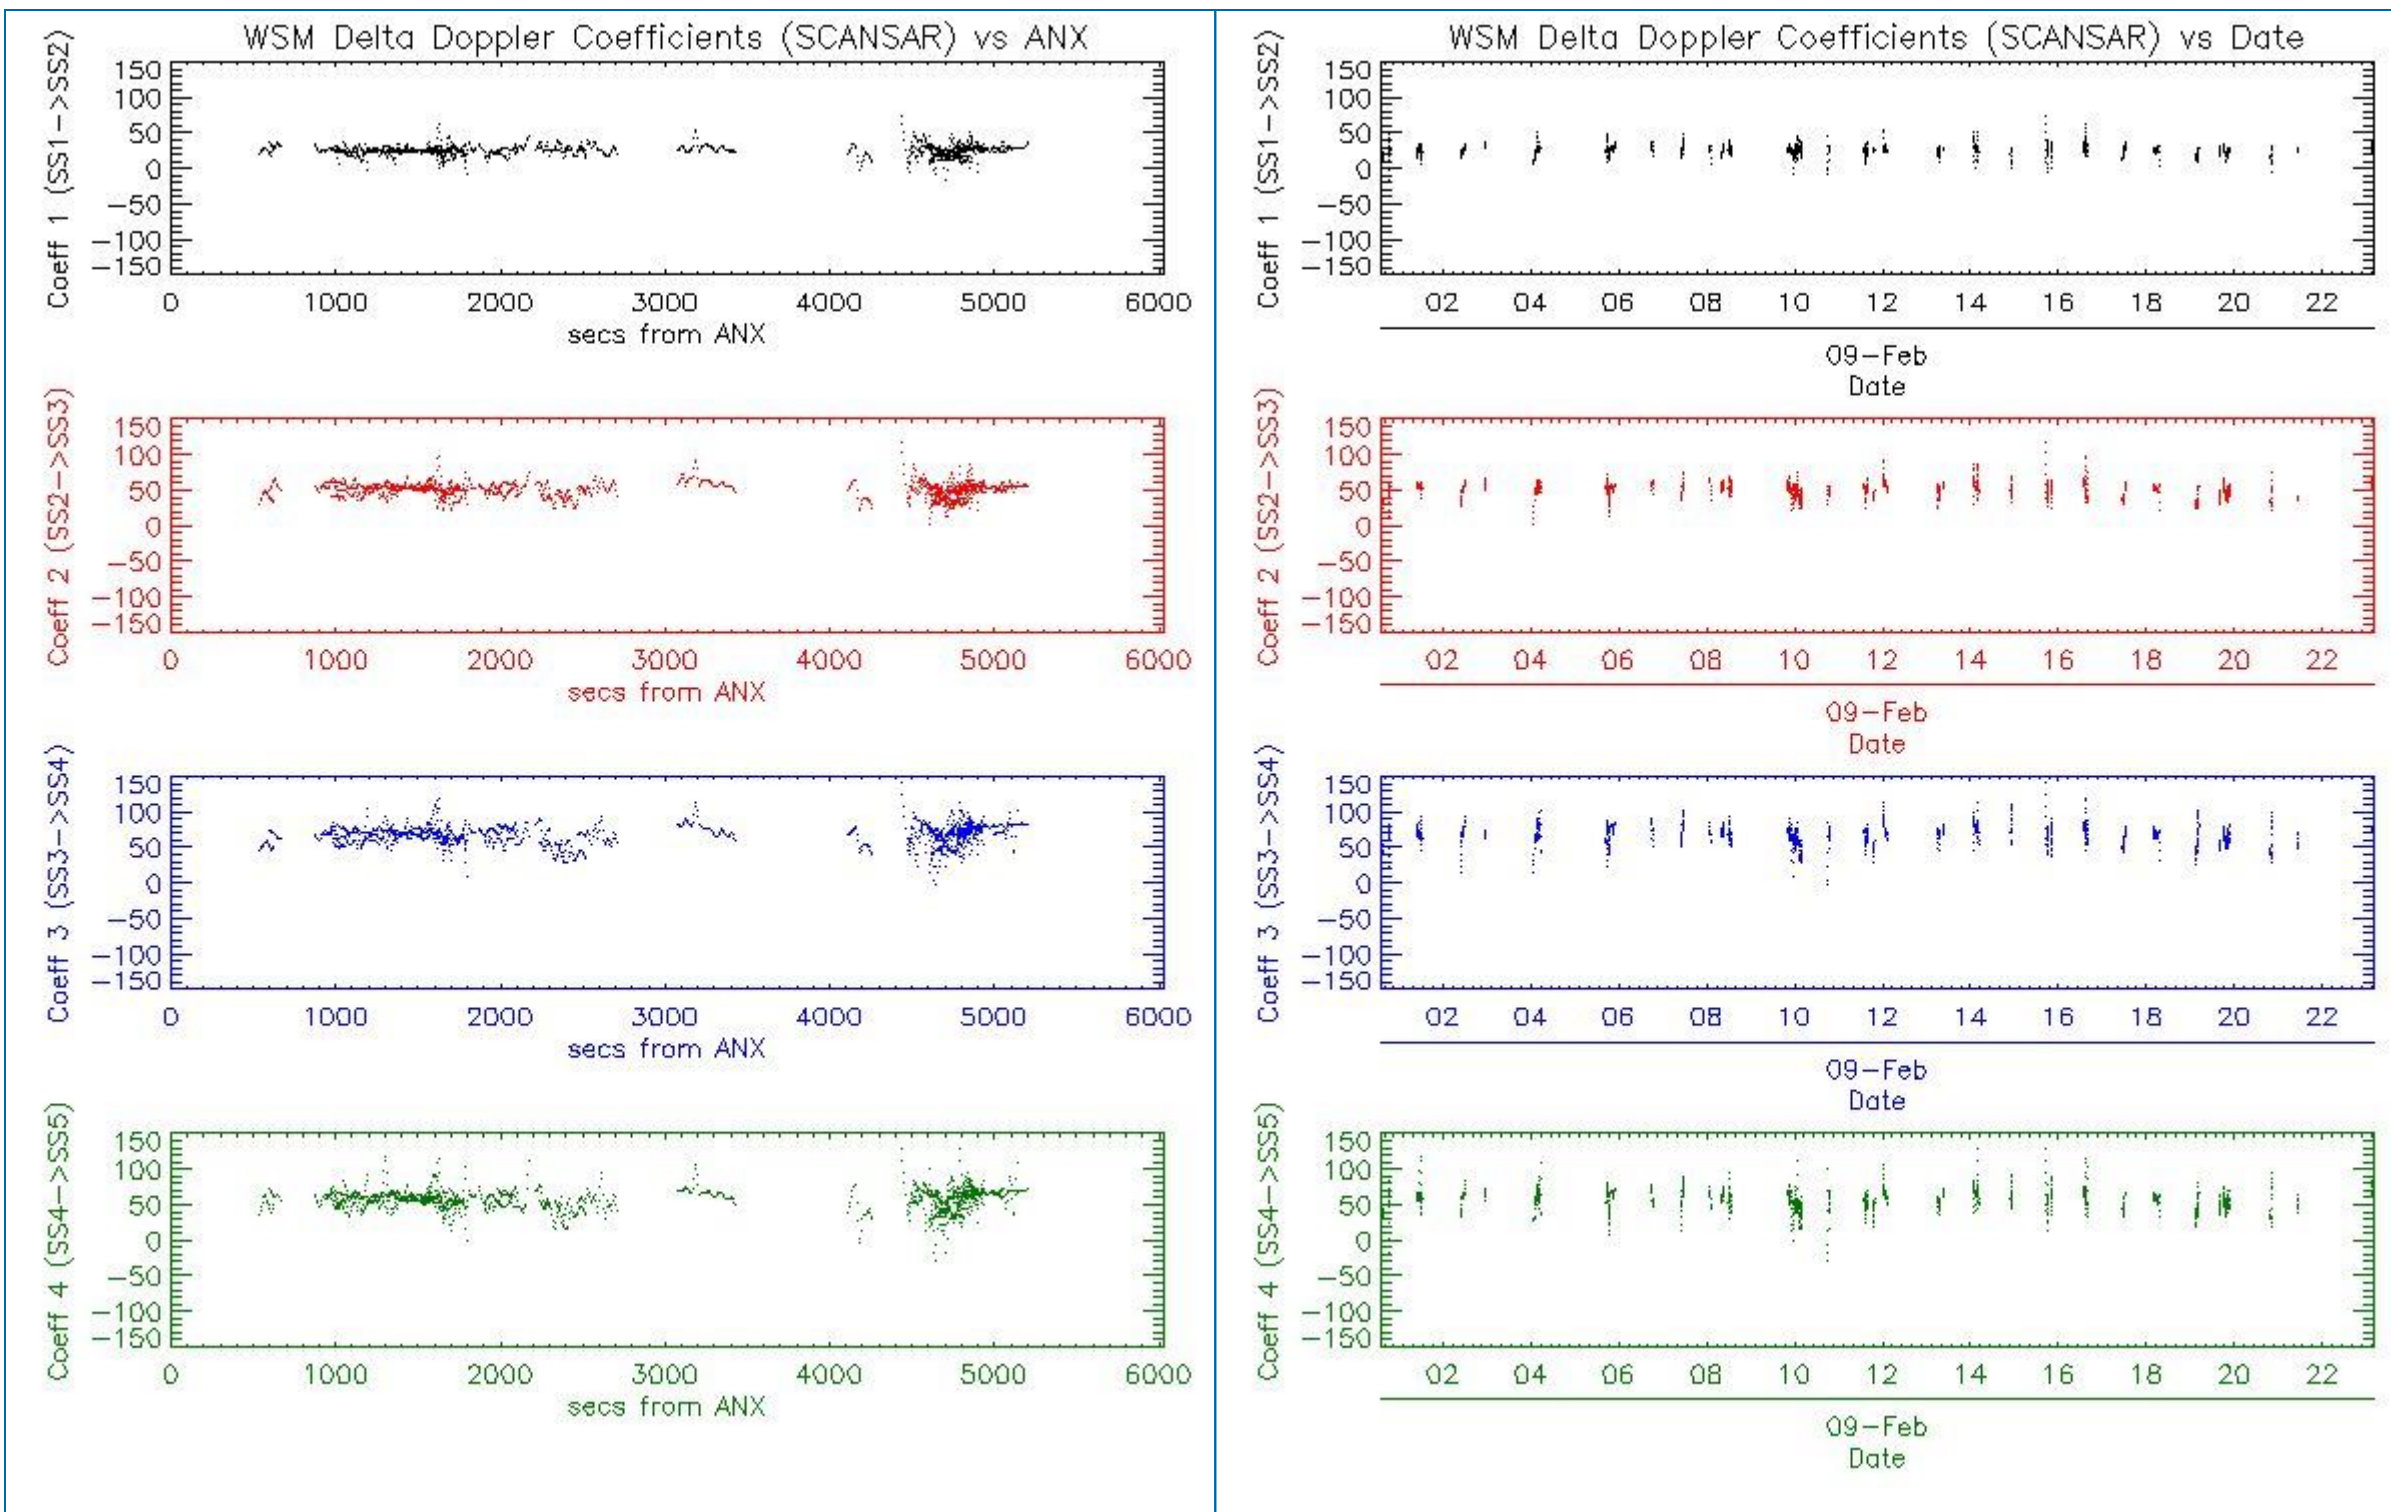 WSM Delta Doppler Coefficients (SCANSAR) vs ANX
Coeff 1 (SS1->SS2)
150
100
50
0
-50
-100
-150
0 1000 2000 3000 4000 5000 6000
secs from ANX
Coeff 2 (SS2->SS3)
150
100
50
0
-50
-100
-150
0 1000 2000 3000 4000 5000 6000
secs from ANX
Coeff 3 (SS3->SS4)
150
100
50
0
-50
-100
-150
0 1000 2000 3000 4000 5000 6000
secs from ANX
Coeff 4 (SS4->SS5)
150
100
50
0
-50
-100
-150
0 1000 2000 3000 4000 5000 6000
secs from ANX
WSM Delta Doppler Coefficients (SCANSAR) vs Date
Coeff 1 (SS1->SS2)
150
100
50
0
-50
-100
-150
02 04 06 08 10 12 14 16 18 20 22
09-Feb
Date
Coeff 2 (SS2->SS3)
150
100
50
0
-50
-100
-150
02 04 06 08 10 12 14 16 18 20 22
09-Feb
Date
Coeff 3 (SS3->SS4)
150
100
50
0
-50
-100
-150
02 04 06 08 10 12 14 16 18 20 22
09-Feb
Date
Coeff 4 (SS4->SS5)
150
100
50
0
-50
-100
-150
02 04 06 08 10 12 14 16 18 20 22
09-Feb
Date